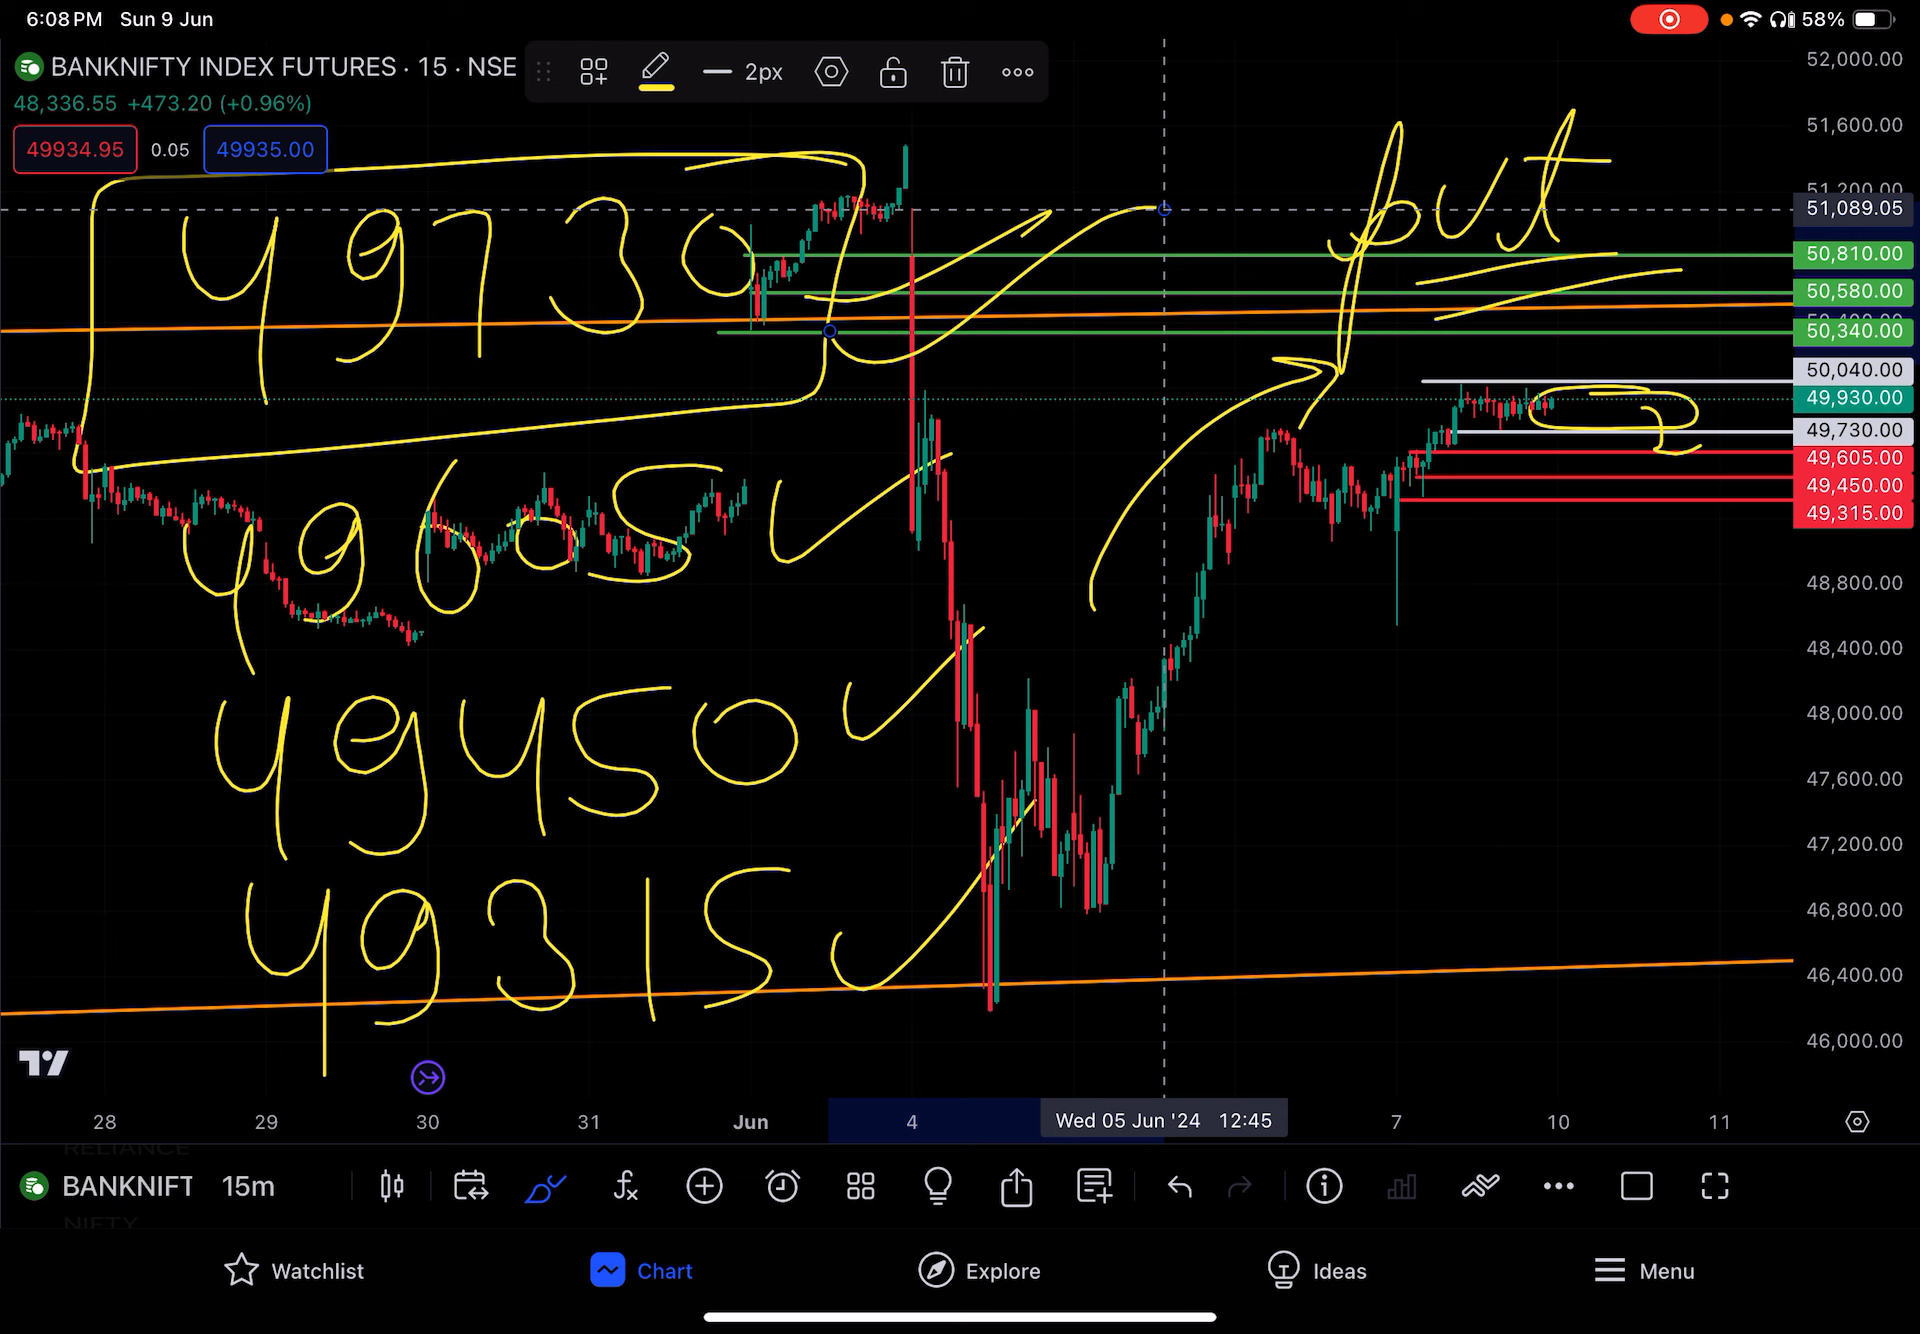 6:08 PM Sun 9 Jun
58%
BANKNIFTY INDEX FUTURES · 15 · NSE
2px
48,336.55 +473.20 (+0.96%)
49934.95 0.05 49935.00
52,000.00
51,600.00
51,200.00
51,089.05
50,810.00
50,580.00
50,340.00
50,040.00
49,930.00
49,730.00
49,605.00
49,450.00
49,315.00
48,800.00
48,400.00
48,000.00
47,600.00
47,200.00
46,800.00
46,400.00
46,000.00
put
49730
49605
49450
49315
28 29 30 31 Jun 4 Wed 05 Jun '24 12:45 7 10 11
RELIANCE
BANKNIFT 15m
NIFTY
Watchlist Chart Explore Ideas Menu